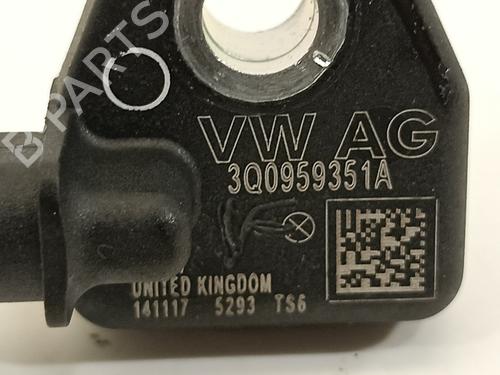 VW AG
3Q0959351A
UNITED KINGDOM
141117 5293 TS6
B-PARTS